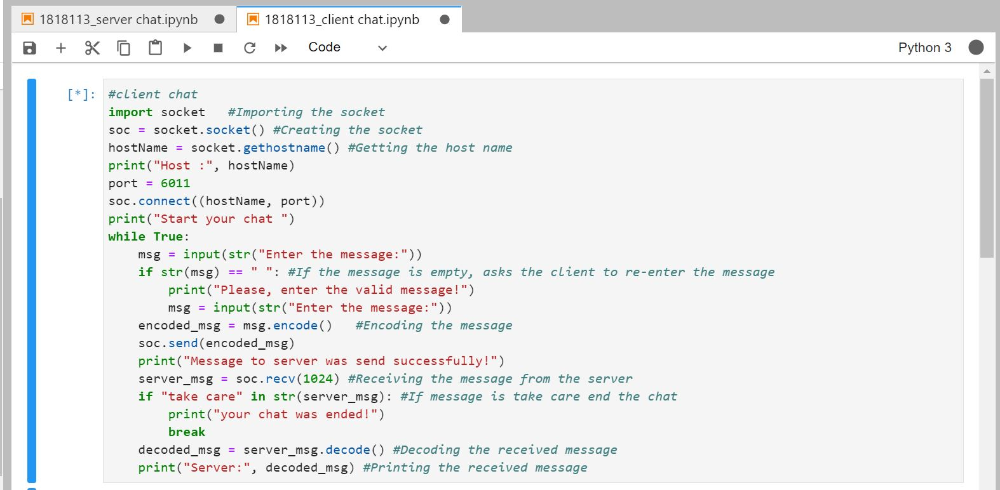 1818113_server chat.ipynb
1818113_client chat.ipynb
Code
Python 3
[*]:
#client chat
import socket   #Importing the socket
soc = socket.socket() #Creating the socket
hostName = socket.gethostname() #Getting the host name
print("Host :", hostName)
port = 6011
soc.connect((hostName, port))
print("Start your chat ")
while True:
    msg = input(str("Enter the message:"))
    if str(msg) == " ": #If the message is empty, asks the client to re-enter the message
        print("Please, enter the valid message!")
        msg = input(str("Enter the message:"))
    encoded_msg = msg.encode()   #Encoding the message
    soc.send(encoded_msg)
    print("Message to server was send successfully!")
    server_msg = soc.recv(1024) #Receiving the message from the server
    if "take care" in str(server_msg): #If message is take care end the chat
        print("your chat was ended!")
        break
    decoded_msg = server_msg.decode() #Decoding the received message
    print("Server:", decoded_msg) #Printing the received message